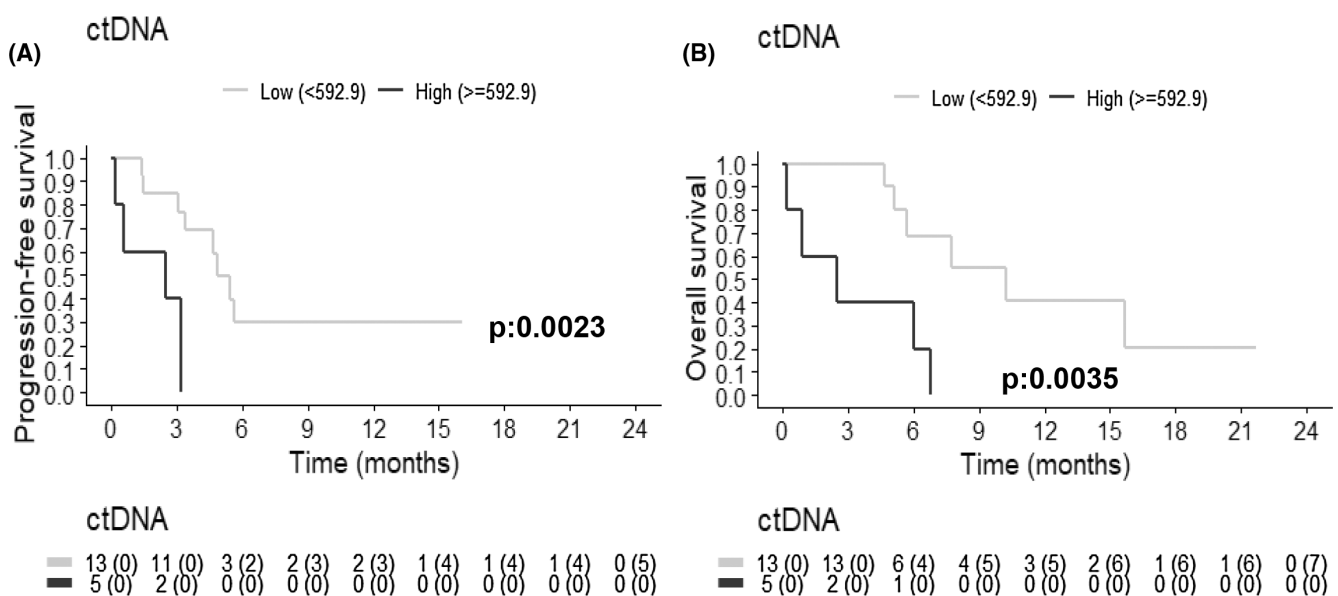 ctDNA
(A)
Low (<592.9) High (>=592.9)
Progression-free survival
1.0
0.9
0.8
0.7
0.6
0.5
0.4
0.3
0.2
0.1
0.0
p:0.0023
0 3 6 9 12 15 18 21 24
Time (months)
ctDNA
13 (0) 11 (0) 3 (2) 2 (3) 2 (3) 1 (4) 1 (4) 1 (4) 0 (5)
5 (0) 2 (0) 0 (0) 0 (0) 0 (0) 0 (0) 0 (0) 0 (0) 0 (0)
ctDNA
(B)
Low (<592.9) High (>=592.9)
Overall survival
1.0
0.9
0.8
0.7
0.6
0.5
0.4
0.3
0.2
0.1
0.0
p:0.0035
0 3 6 9 12 15 18 21 24
Time (months)
ctDNA
13 (0) 13 (0) 6 (4) 4 (5) 3 (5) 2 (6) 1 (6) 1 (6) 0 (7)
5 (0) 2 (0) 1 (0) 0 (0) 0 (0) 0 (0) 0 (0) 0 (0) 0 (0)